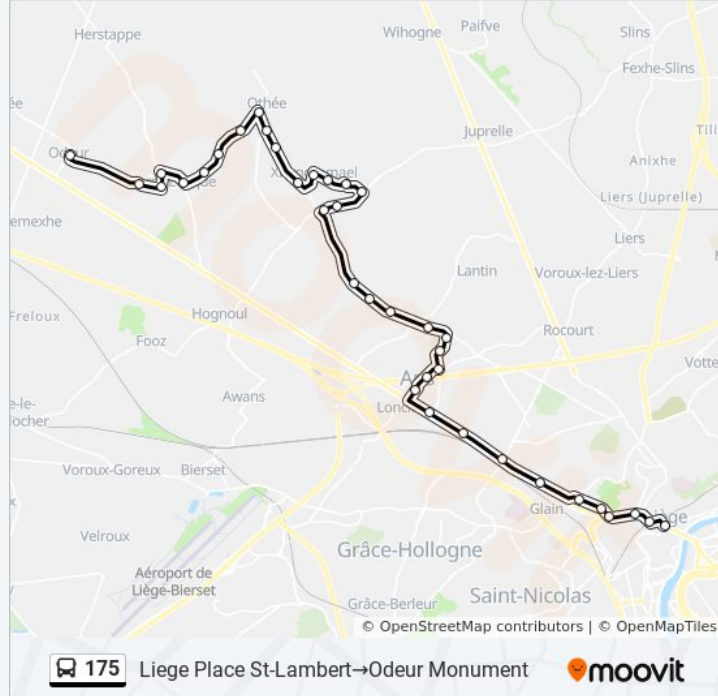 Herstappe
Wihogne
Paifve
Slins
Fexhe-Slins
Othée
Juprelle
Anixhe
Liers (Juprelle)
Liers
Lantin
Voroux-lez-Liers
Freloux
Hognoul
Fooz
Rocourt
Awans
Voroux-Goreux
Bierset
Glain
Velroux
Grâce-Hollogne
Aéroport de
Liège-Bierset
Grâce-Berleur
Saint-Nicolas
© OpenStreetMap contributors | © OpenMapTiles
175 Liege Place St-Lambert→Odeur Monument
moovit